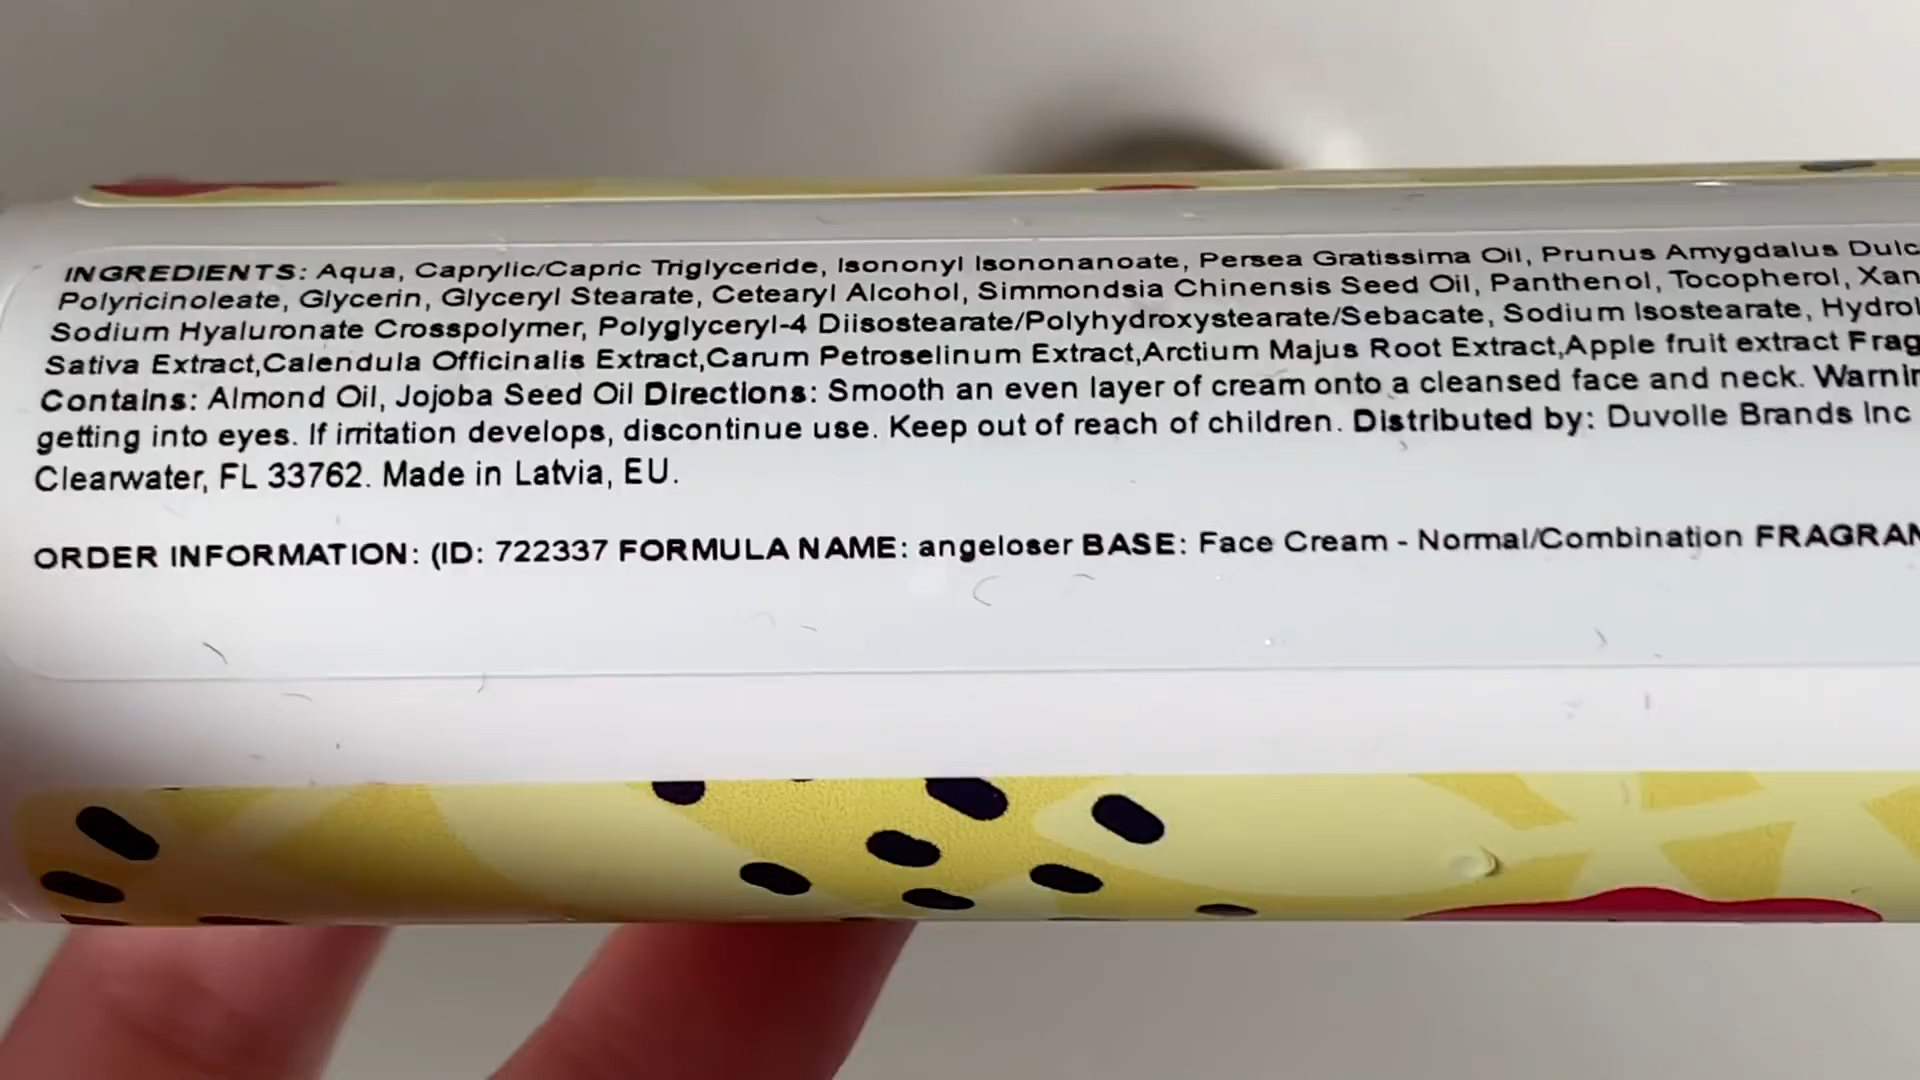 INGREDIENTS: Aqua, Caprylic/Capric Triglyceride, Isononyl Isononanoate, Persea Gratissima Oil, Prunus Amygdalus Dulc
Polyricinoleate, Glycerin, Glyceryl Stearate, Cetearyl Alcohol, Simmondsia Chinensis Seed Oil, Panthenol, Tocopherol, Xan
Sodium Hyaluronate Crosspolymer, Polyglyceryl-4 Diisostearate/Polyhydroxystearate/Sebacate, Sodium Isostearate, Hydrol
Sativa Extract,Calendula Officinalis Extract,Carum Petroselinum Extract,Arctium Majus Root Extract,Apple fruit extract Frag
Contains: Almond Oil, Jojoba Seed Oil Directions: Smooth an even layer of cream onto a cleansed face and neck. Warnin
getting into eyes. If irritation develops, discontinue use. Keep out of reach of children. Distributed by: Duvolle Brands Inc
Clearwater, FL 33762. Made in Latvia, EU.
ORDER INFORMATION: (ID: 722337 FORMULA NAME: angeloser BASE: Face Cream - Normal/Combination FRAGRAN